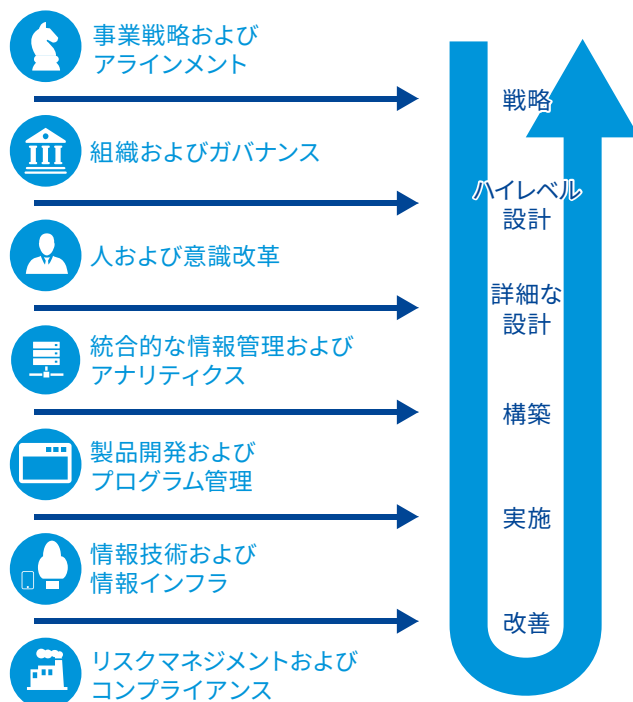 事業戦略および
アラインメント
組織およびガバナンス
人および意識改革
統合的な情報管理および
アナリティクス
製品開発および
プログラム管理
情報技術および
情報インフラ
リスクマネジメントおよび
コンプライアンス
戦略
ハイレベル
設計
詳細な
設計
構築
実施
改善